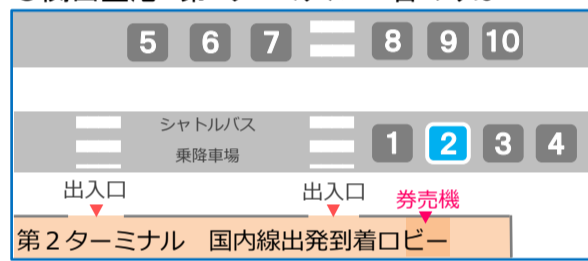 5 6 7 8 9 10
シャトルバス
乗降車場
1 2 3 4
出入口 出入口 券売機
第2ターミナル 国内線出発到着ロビー